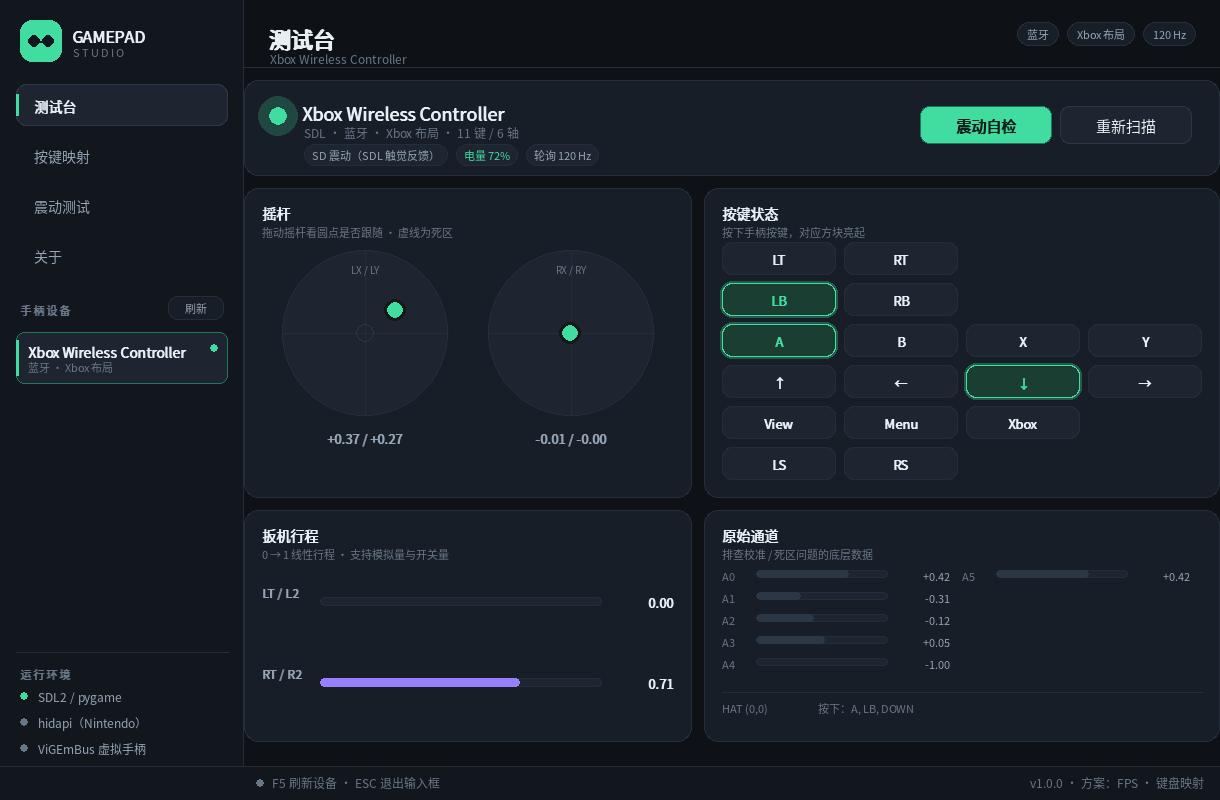 GAMEPAD
STUDIO
测试台
按键映射
震动测试
关于
手柄设备
刷新
Xbox Wireless Controller
蓝牙 · Xbox 布局
运行环境
SDL2 / pygame
hidapi（Nintendo）
ViGEmBus 虚拟手柄
测试台
Xbox Wireless Controller
蓝牙
Xbox 布局
120 Hz
Xbox Wireless Controller
SDL · 蓝牙 · Xbox 布局 · 11 键 / 6 轴
SD 震动（SDL 触觉反馈）
电量 72%
轮询 120 Hz
震动自检
重新扫描
摇杆
拖动摇杆看圆点是否跟随 · 虚线为死区
LX / LY
RX / RY
+0.37 / +0.27
-0.01 / -0.00
按键状态
按下手柄按键，对应方块亮起
LT
RT
LB
RB
A
B
X
Y
↑
←
↓
→
View
Menu
Xbox
LS
RS
扳机行程
0 → 1 线性行程 · 支持模拟量与开关量
LT / L2
0.00
RT / R2
0.71
原始通道
排查校准 / 死区问题的底层数据
A0
+0.42
A5
+0.42
A1
-0.31
A2
-0.12
A3
+0.05
A4
-1.00
HAT (0,0)
按下：A, LB, DOWN
F5 刷新设备 · ESC 退出输入框
v1.0.0 · 方案：FPS · 键盘映射